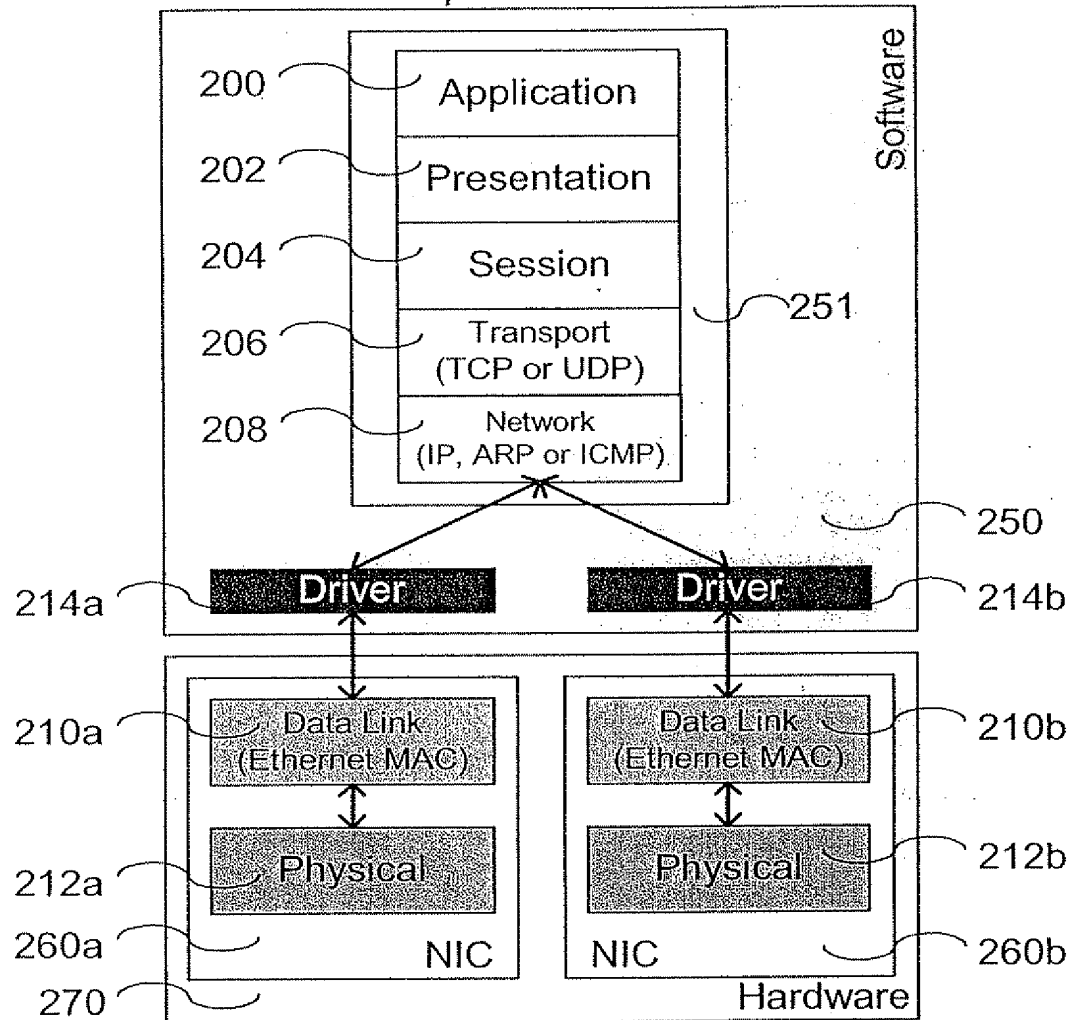 Software
200
Application
202
Presentation
204
Session
251
206
Transport
(TCP or UDP)
208
Network
(IP, ARP or ICMP)
250
214a
Driver
Driver
214b
210a
Data Link
(Ethernet MAC)
Data Link
(Ethernet MAC)
210b
212a
Physical
Physical
212b
260a
NIC
NIC
260b
270
Hardware